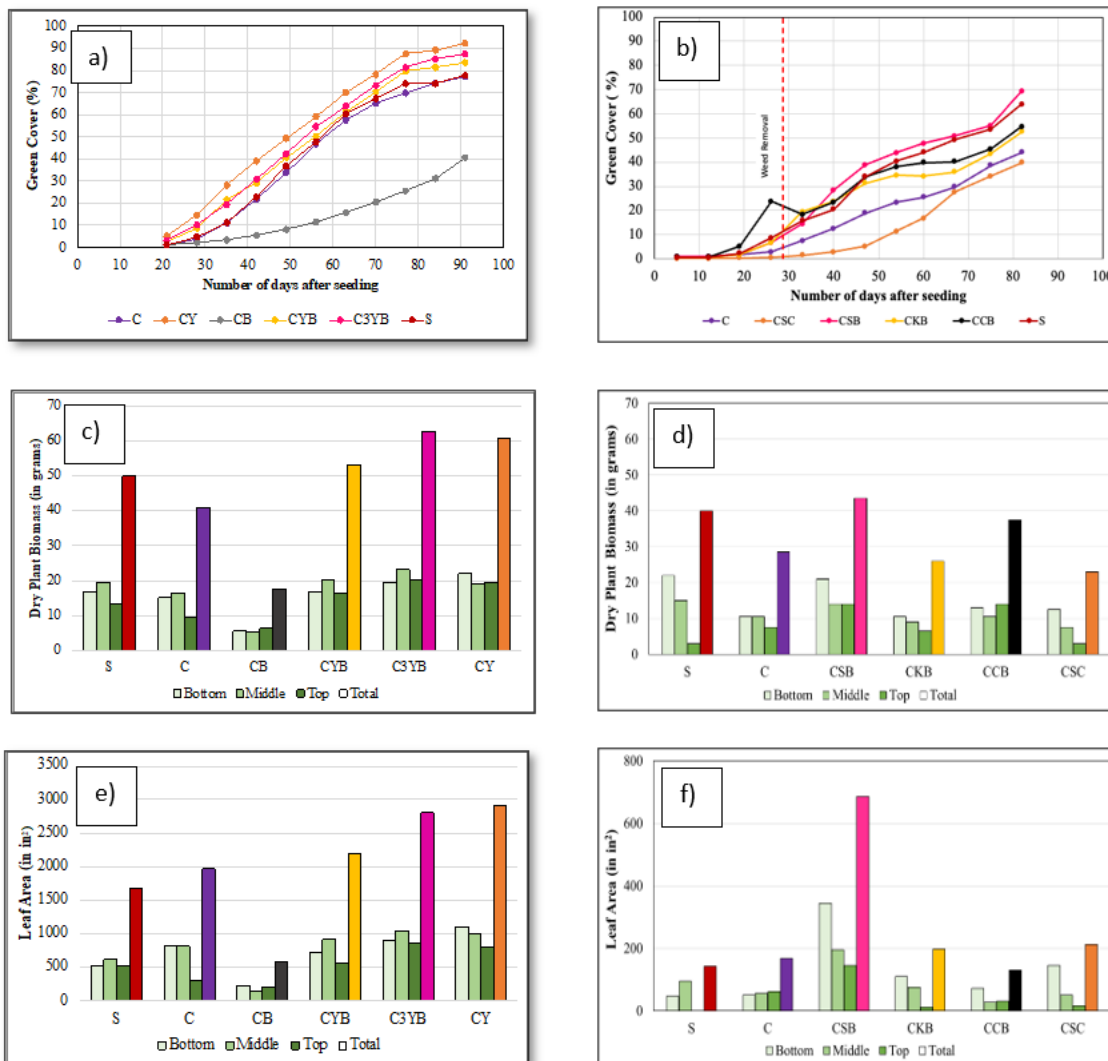 a)
100
90
80
70
60
50
40
30
20
10
0
Green Cover (%)
0 10 20 30 40 50 60 70 80 90 100
Number of days after seeding
C CY CB CYB C3YB S
b)
100
90
80
70
60
50
40
30
20
10
0
Green Cover ( %)
Weed Removal
0 10 20 30 40 50 60 70 80 90 100
Number of days after seeding
C CSC CSB CKB CCB S
c)
70
60
50
40
30
20
10
0
Dry Plant Biomass (in grams)
S C CB CYB C3YB CY
Bottom Middle Top Total
d)
70
60
50
40
30
20
10
0
Dry Plant Biomass (in grams)
S C CSB CKB CCB CSC
Bottom Middle Top Total
e)
3500
3000
2500
2000
1500
1000
500
0
Leaf Area (in in²)
S C CB CYB C3YB CY
Bottom Middle Top Total
f)
800
600
400
200
0
Leaf Area (in in²)
S C CSB CKB CCB CSC
Bottom Middle Top Total